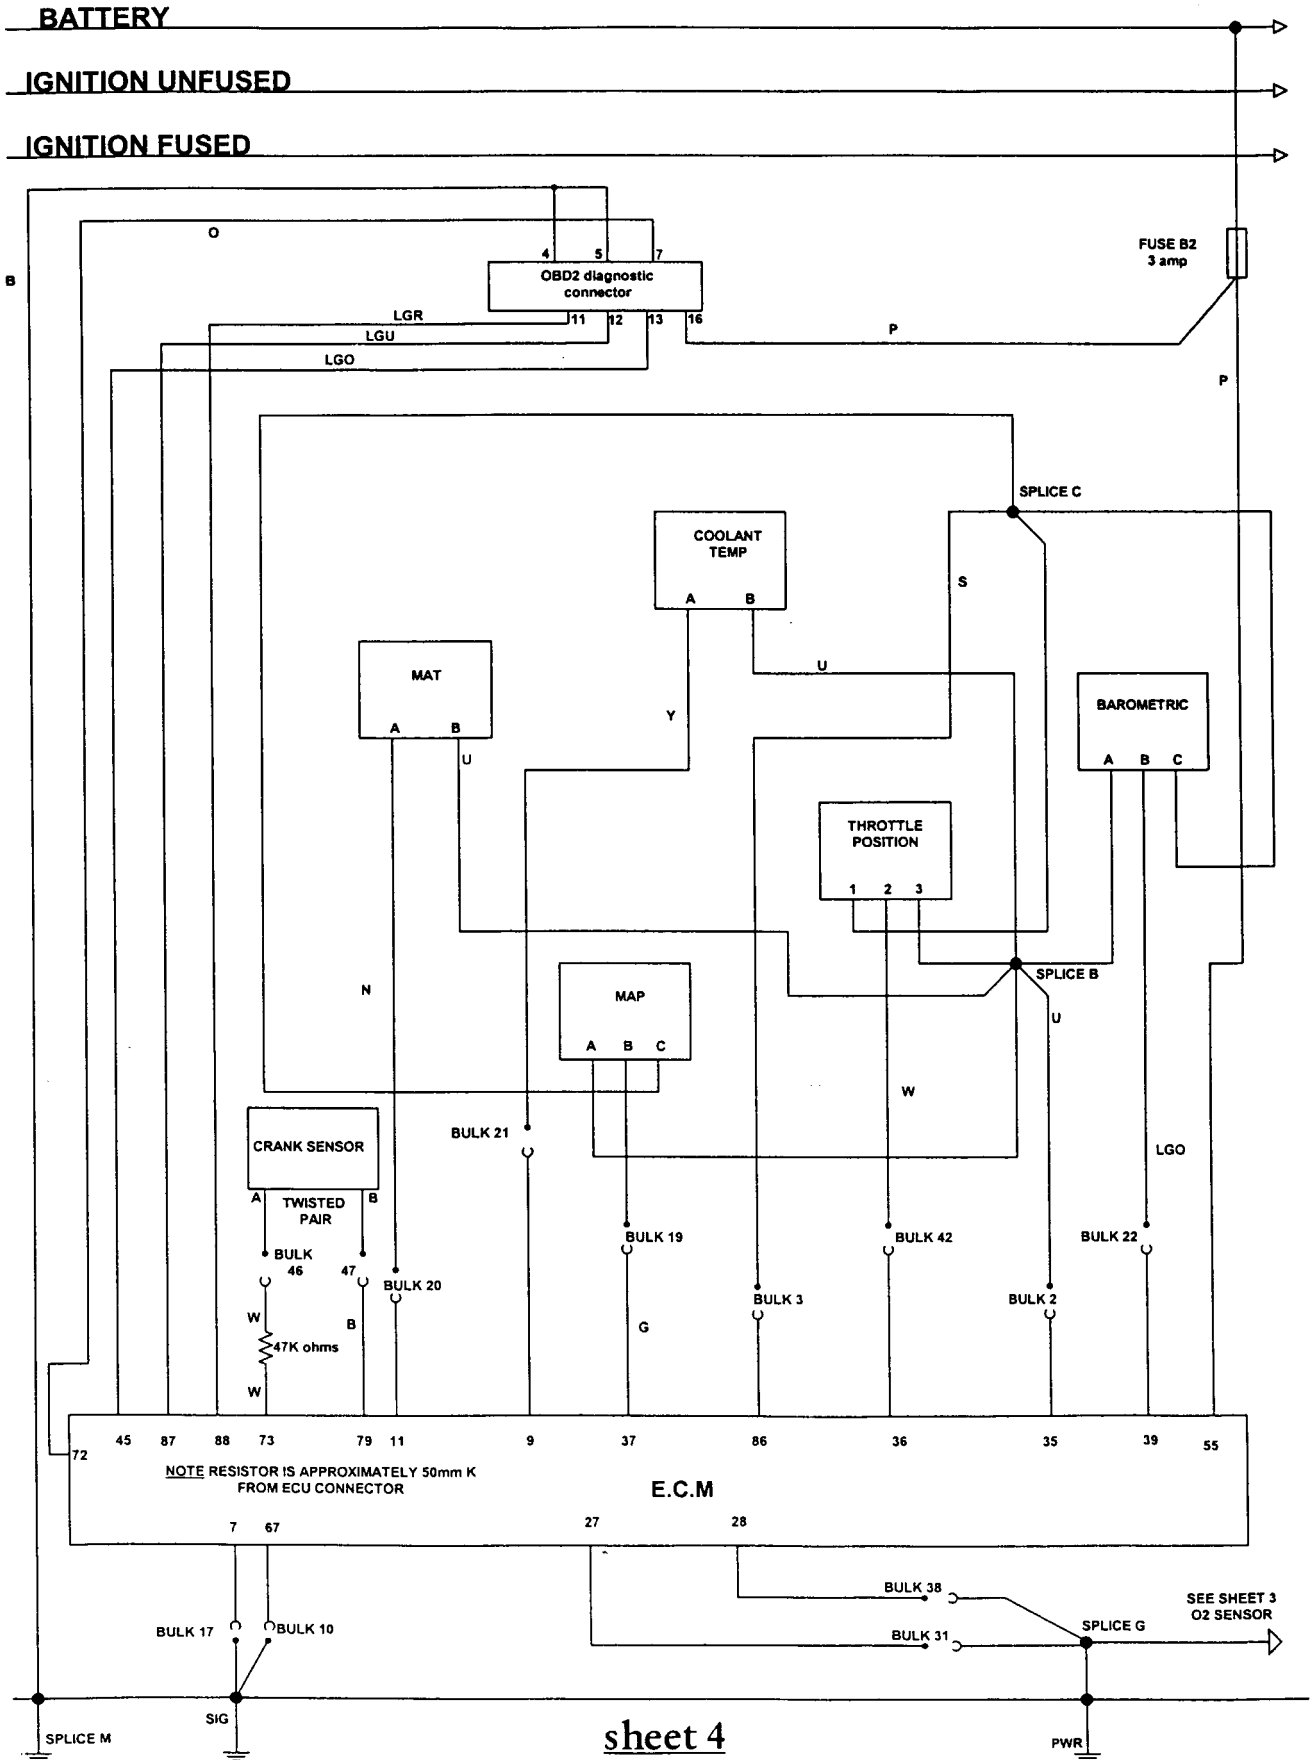 BATTERY
IGNITION UNFUSED
IGNITION FUSED
O
B
4 5 7
OBD2 diagnostic
connector
11 12 13 16
FUSE B2
3 amp
LGR
LGU
LGO
P
P
SPLICE C
COOLANT
TEMP
A B
S
MAT
A B
U
U
Y
BAROMETRIC
A B C
THROTTLE
POSITION
1 2 3
SPLICE B
N
MAP
A B C
U
W
CRANK SENSOR
A B
TWISTED
PAIR
BULK 21
LGO
BULK
46
47
BULK 20
BULK 19
BULK 42
BULK 22
BULK 3
BULK 2
W
B
G
47K ohms
W
72 45 87 88 73 79 11 9 37 86 36 35 39 55
NOTE RESISTOR IS APPROXIMATELY 50mm K
FROM ECU CONNECTOR
E.C.M
7 67 27 28
BULK 38
BULK 17
BULK 10
BULK 31
SPLICE G
SEE SHEET 3
O2 SENSOR
SPLICE M
SIG
sheet 4
PWR